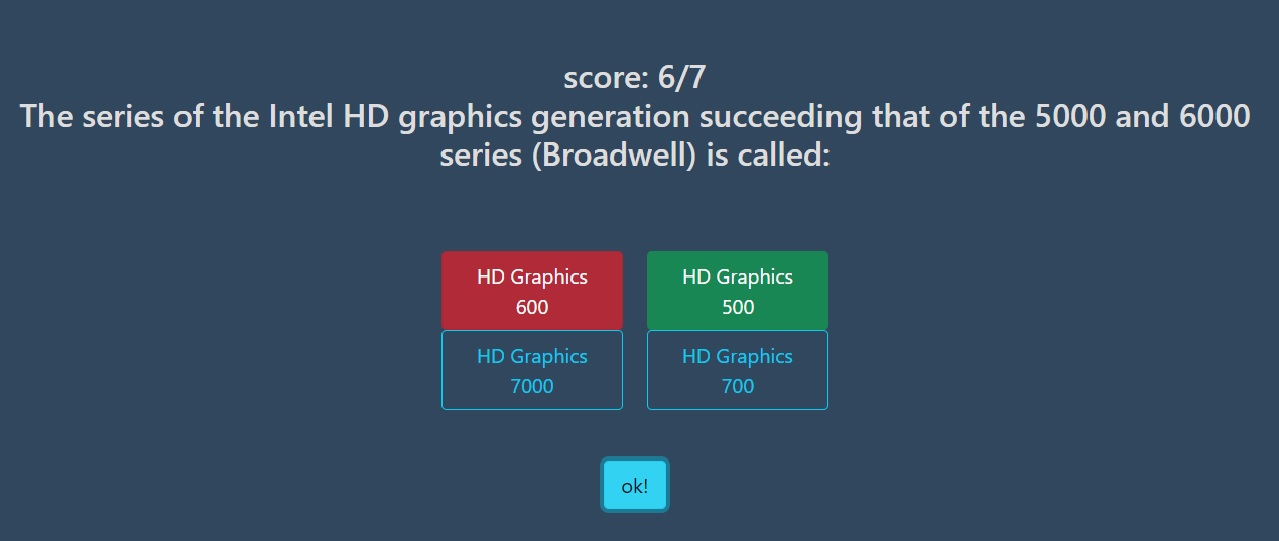 score: 6/7
The series of the Intel HD graphics generation succeeding that of the 5000 and 6000
series (Broadwell) is called:
HD Graphics
600
HD Graphics
500
HD Graphics
7000
HD Graphics
700
ok!